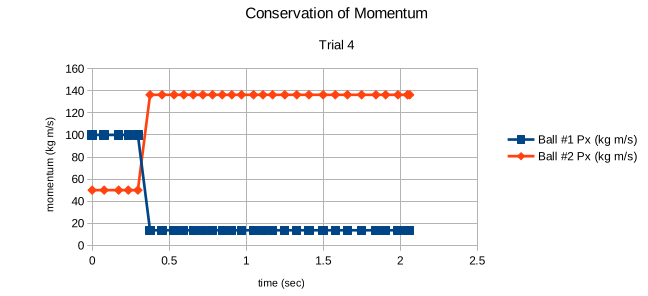 Conservation of Momentum
Trial 4
momentum (kg m/s)
160
140
120
100
80
60
40
20
0
0 0.5 1 1.5 2 2.5
time (sec)
Ball #1 Px (kg m/s)
Ball #2 Px (kg m/s)